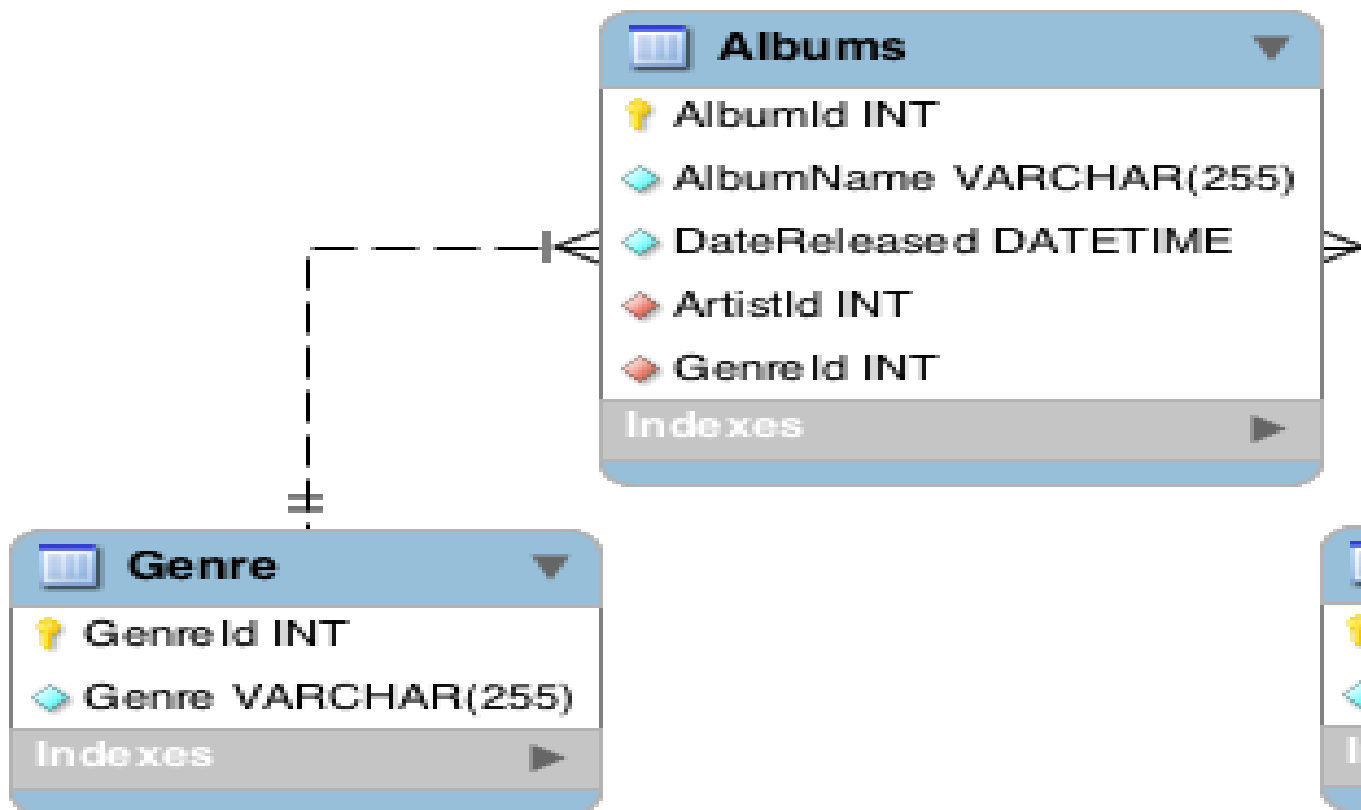 Albums
AlbumId INT
AlbumName VARCHAR(255)
DateReleased DATETIME
ArtistId INT
GenreId INT
Indexes
Genre
GenreId INT
Genre VARCHAR(255)
Indexes